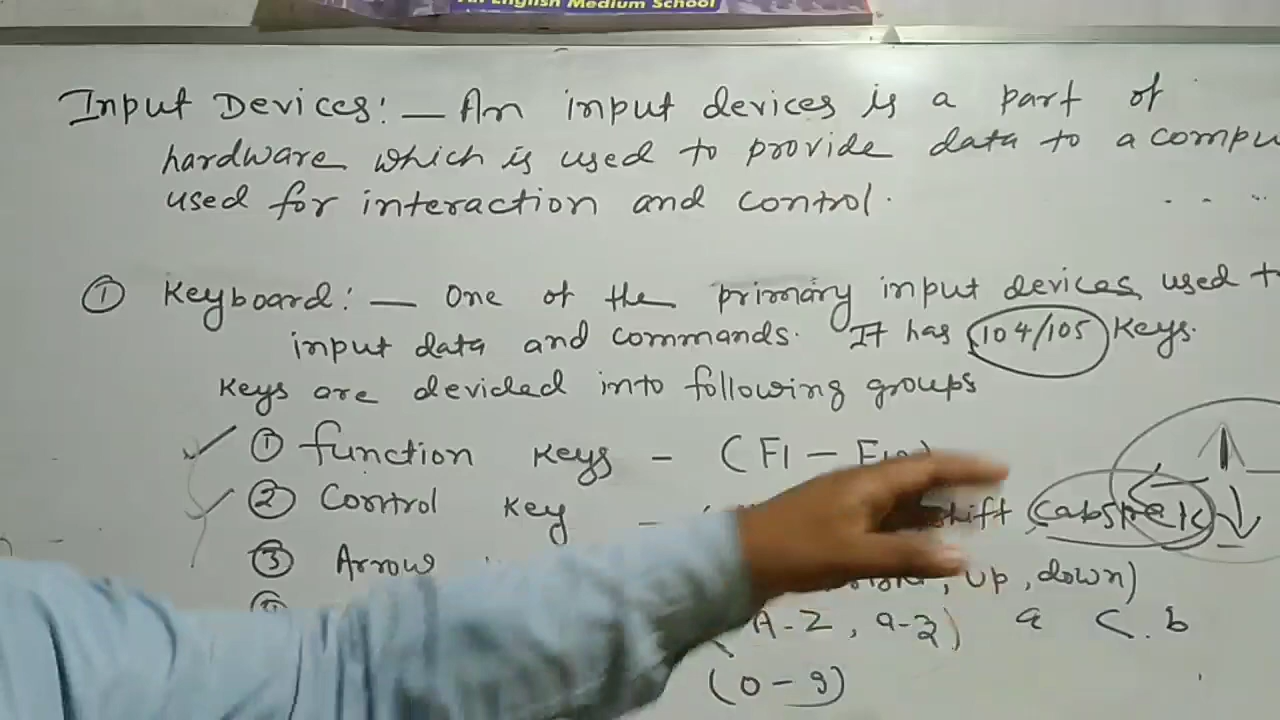 English Medium School
Input Devices: — An input devices is a part of
hardware which is used to provide data to a compu
used for interaction and control.
① Keyboard: — One of the primary input devices used t
input data and commands. It has 104/105 Keys.
Keys are devided into following groups
① function Keys - (F1 -
② Control Key -
shift,
③ Arrow
, up, down)
A-Z, a-z) a C. b
(0-9)